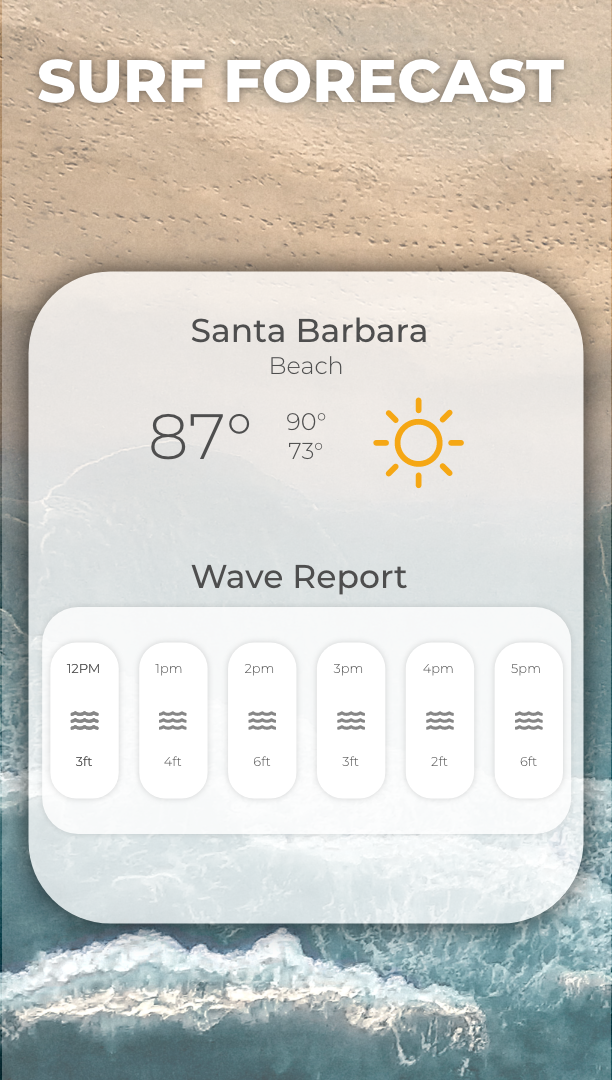 SURF FORECAST
Santa Barbara
Beach
87° 90°
73°
Wave Report
12PM 1pm 2pm 3pm 4pm 5pm
3ft 4ft 6ft 3ft 2ft 6ft